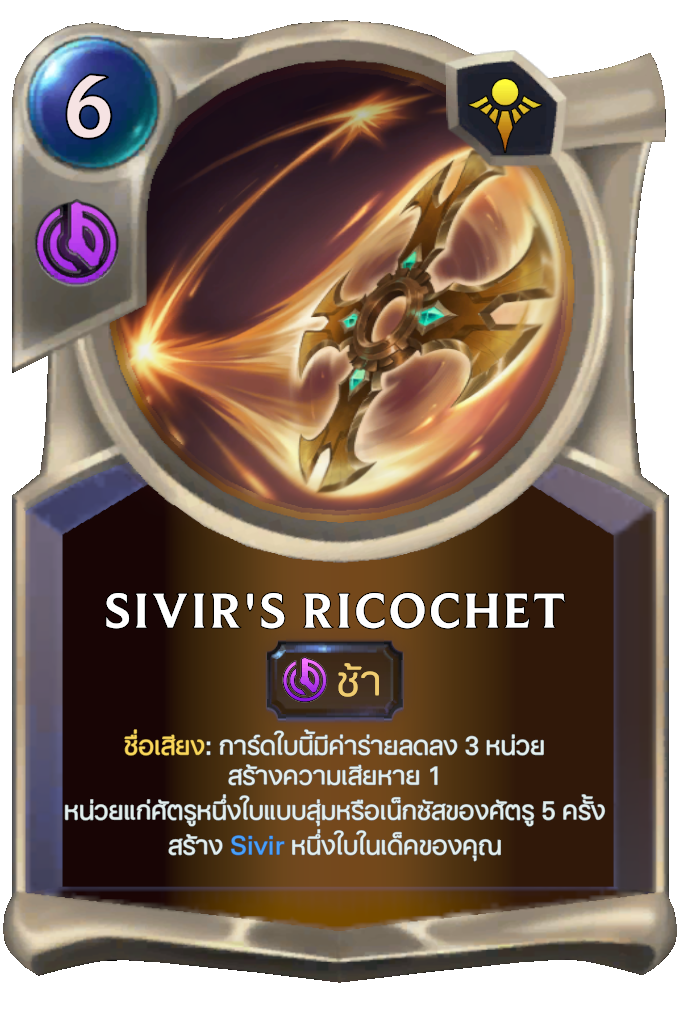 6
SIVIR'S RICOCHET
ช้า
ชื่อเสียง: การ์ดใบนี้มีค่าร่ายลดลง 3 หน่วย
สร้างความเสียหาย 1
หน่วยแก่ศัตรูหนึ่งใบแบบสุ่มหรือเน็กซัสของศัตรู 5 ครั้ง
สร้าง Sivir หนึ่งใบในเด็คของคุณ